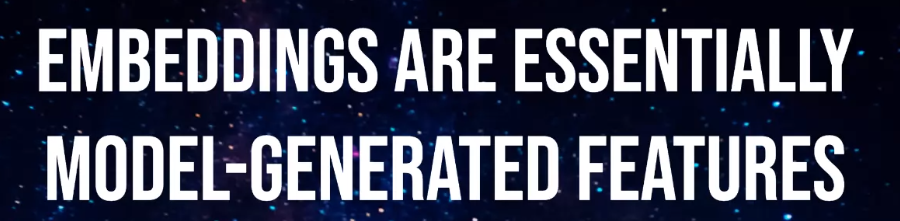 EMBEDDINGS ARE ESSENTIALLY
MODEL-GENERATED FEATURES